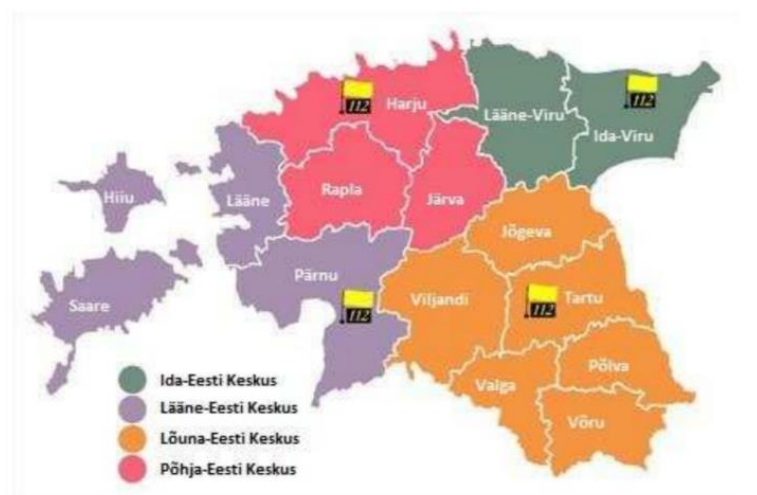 112
Harju
Lääne-Viru
112
Ida-Viru
Hiiu
Lääne
Rapla
Järva
Jõgeva
Saare
Pärnu
112
Viljandi
112
Tartu
Valga
Põlva
Võru
Ida-Eesti Keskus
Lääne-Eesti Keskus
Lõuna-Eesti Keskus
Põhja-Eesti Keskus